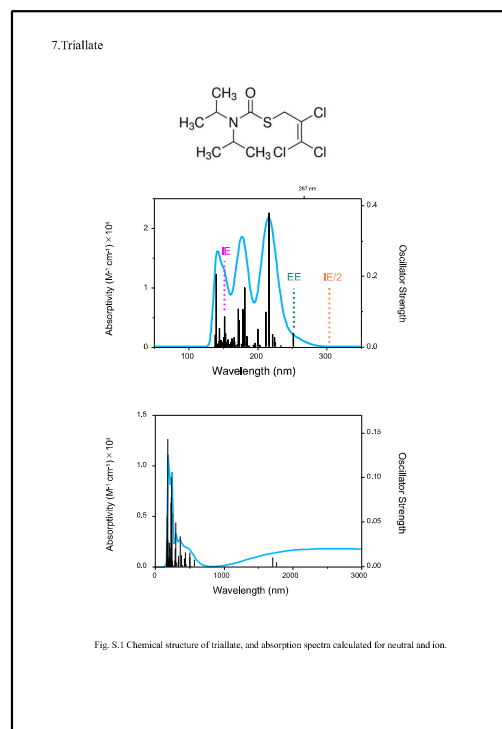 7.Triallate
CH₃
O
Cl
H₃C
N
S
H₃C
CH₃
Cl
Cl
CH₃
267 nm
Absorptivity (M⁻¹ cm⁻¹) × 10⁴
2
1
0
IE
EE
IE/2
0.4
0.2
0.0
Oscillator Strength
100
200
300
Wavelength (nm)
Absorptivity (M⁻¹ cm⁻¹) × 10⁴
1.5
1.0
0.5
0.0
0.15
0.10
0.05
0.00
Oscillator Strength
0
1000
2000
3000
Wavelength (nm)
Fig. S.1 Chemical structure of triallate, and absorption spectra calculated for neutral and ion.